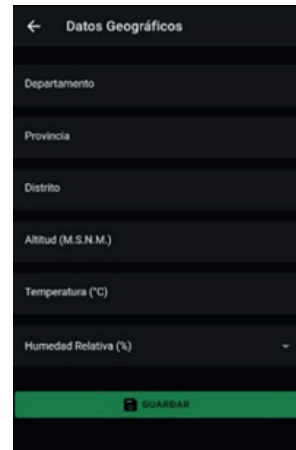 Datos Geográficos
Departamento
Provincia
Distrito
Altitud (M.S.N.M.)
Temperatura (°C)
Humedad Relativa (%)
GUARDAR